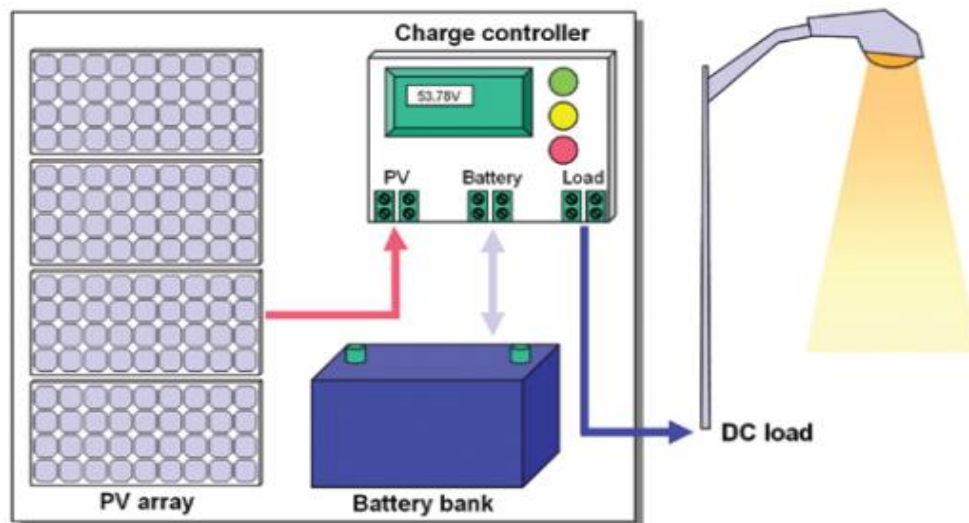 Charge controller
53.78V
PV
Battery
Load
DC load
PV array
Battery bank